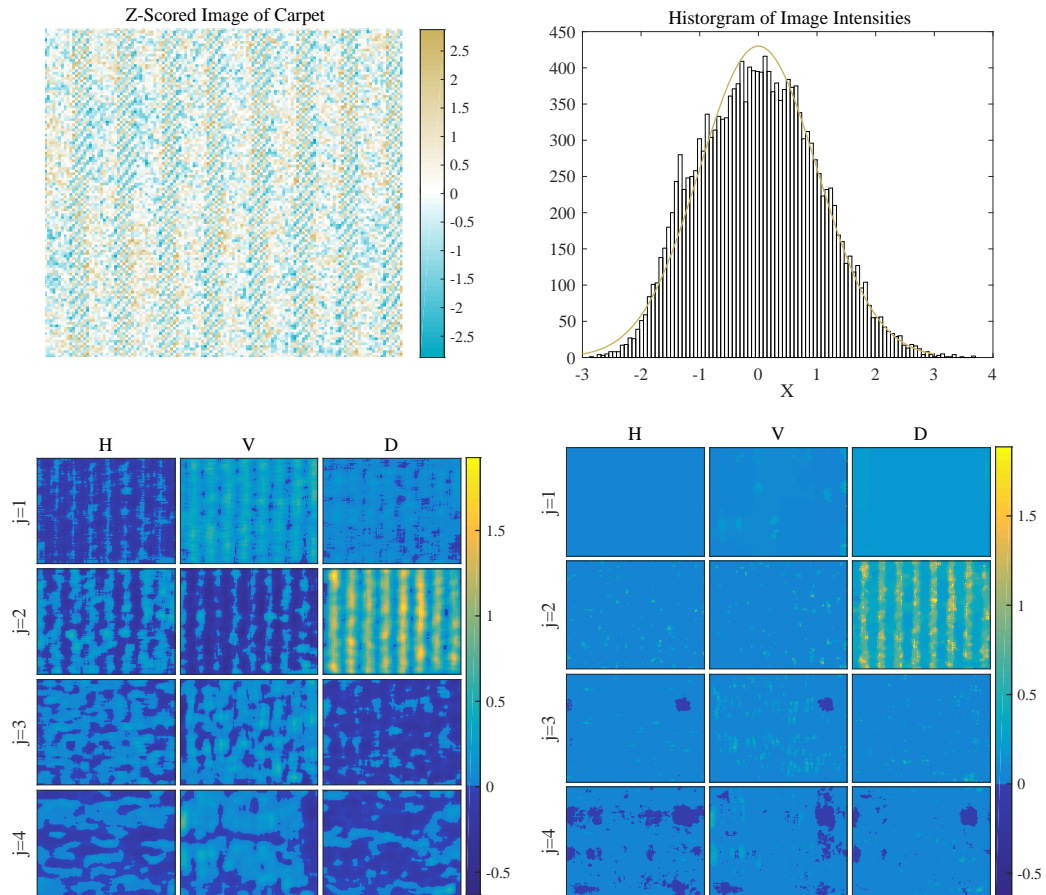 Z-Scored Image of Carpet
2.5
2
1.5
1
0.5
0
-0.5
-1
-1.5
-2
-2.5
Historgram of Image Intensities
450
400
350
300
250
200
150
100
50
0
-3 -2 -1 0 1 2 3 4
X
H V D
j=1
j=2
j=3
j=4
1.5
1
0.5
0
-0.5
H V D
j=1
j=2
j=3
j=4
1.5
1
0.5
0
-0.5